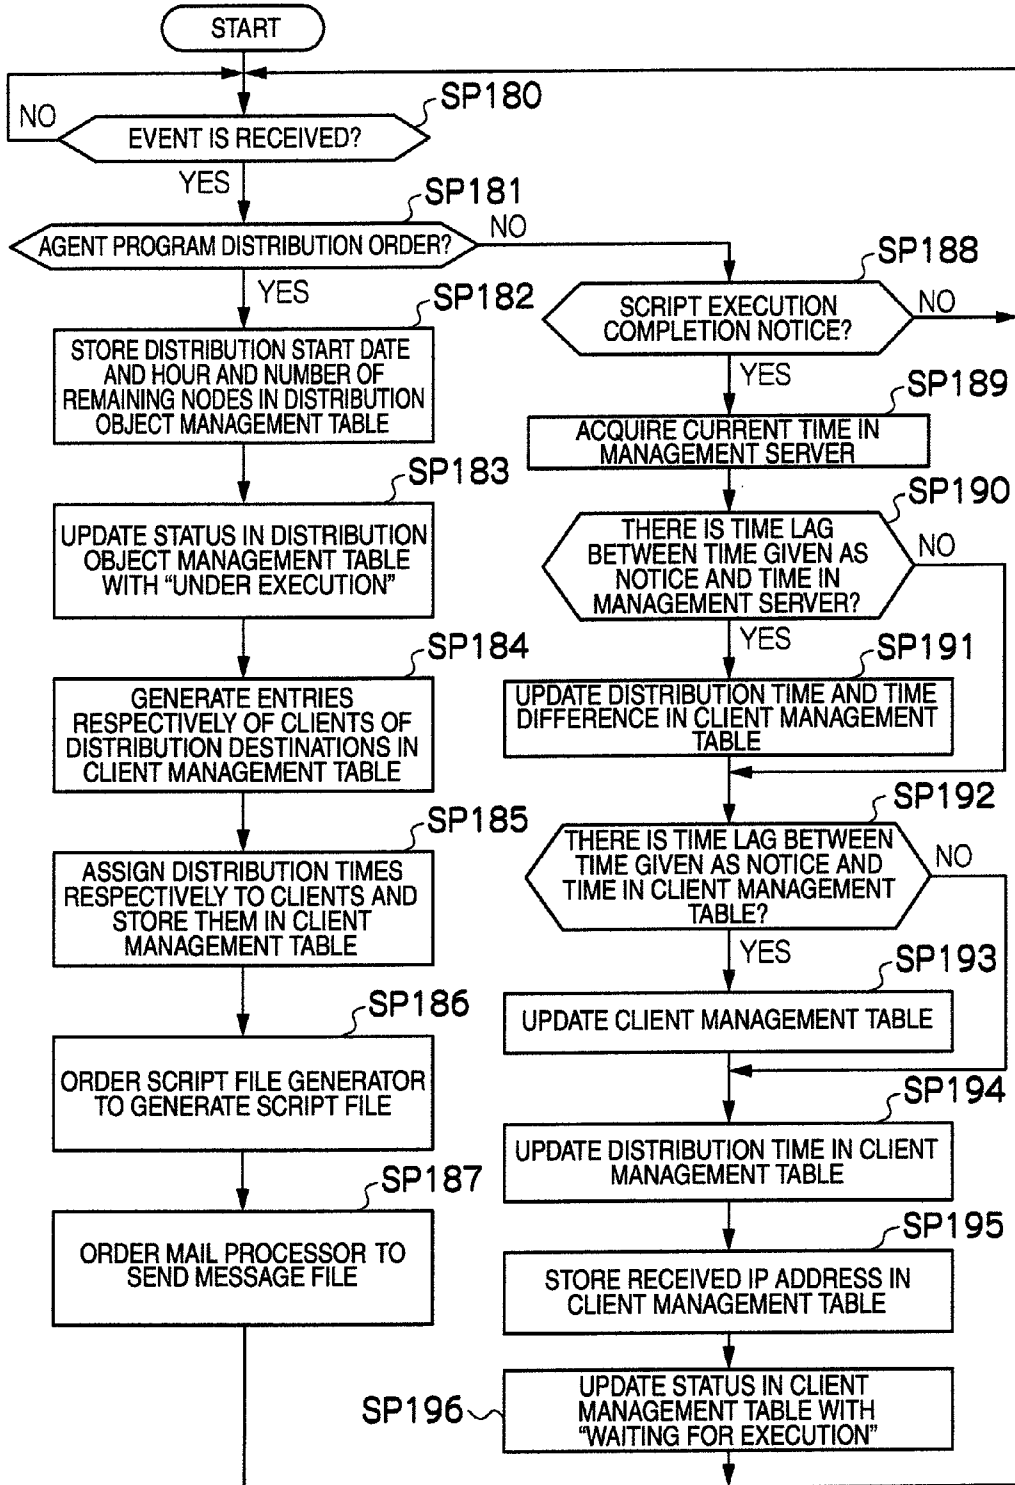 START
SP180
NO
EVENT IS RECEIVED?
YES
SP181
AGENT PROGRAM DISTRIBUTION ORDER?
NO
YES
SP182
STORE DISTRIBUTION START DATE
AND HOUR AND NUMBER OF
REMAINING NODES IN DISTRIBUTION
OBJECT MANAGEMENT TABLE
SP183
UPDATE STATUS IN DISTRIBUTION
OBJECT MANAGEMENT TABLE
WITH “UNDER EXECUTION”
SP184
GENERATE ENTRIES
RESPECTIVELY OF CLIENTS OF
DISTRIBUTION DESTINATIONS IN
CLIENT MANAGEMENT TABLE
SP185
ASSIGN DISTRIBUTION TIMES
RESPECTIVELY TO CLIENTS AND
STORE THEM IN CLIENT
MANAGEMENT TABLE
SP186
ORDER SCRIPT FILE GENERATOR
TO GENERATE SCRIPT FILE
SP187
ORDER MAIL PROCESSOR TO
SEND MESSAGE FILE
SP188
SCRIPT EXECUTION
COMPLETION NOTICE?
NO
YES
SP189
ACQUIRE CURRENT TIME IN
MANAGEMENT SERVER
SP190
THERE IS TIME LAG
BETWEEN TIME GIVEN AS
NOTICE AND TIME IN
MANAGEMENT SERVER?
NO
YES
SP191
UPDATE DISTRIBUTION TIME AND TIME
DIFFERENCE IN CLIENT MANAGEMENT
TABLE
SP192
THERE IS TIME LAG BETWEEN
TIME GIVEN AS NOTICE AND
TIME IN CLIENT MANAGEMENT
TABLE?
NO
YES
SP193
UPDATE CLIENT MANAGEMENT TABLE
SP194
UPDATE DISTRIBUTION TIME IN CLIENT
MANAGEMENT TABLE
SP195
STORE RECEIVED IP ADDRESS IN
CLIENT MANAGEMENT TABLE
SP196
UPDATE STATUS IN CLIENT
MANAGEMENT TABLE WITH
“WAITING FOR EXECUTION”